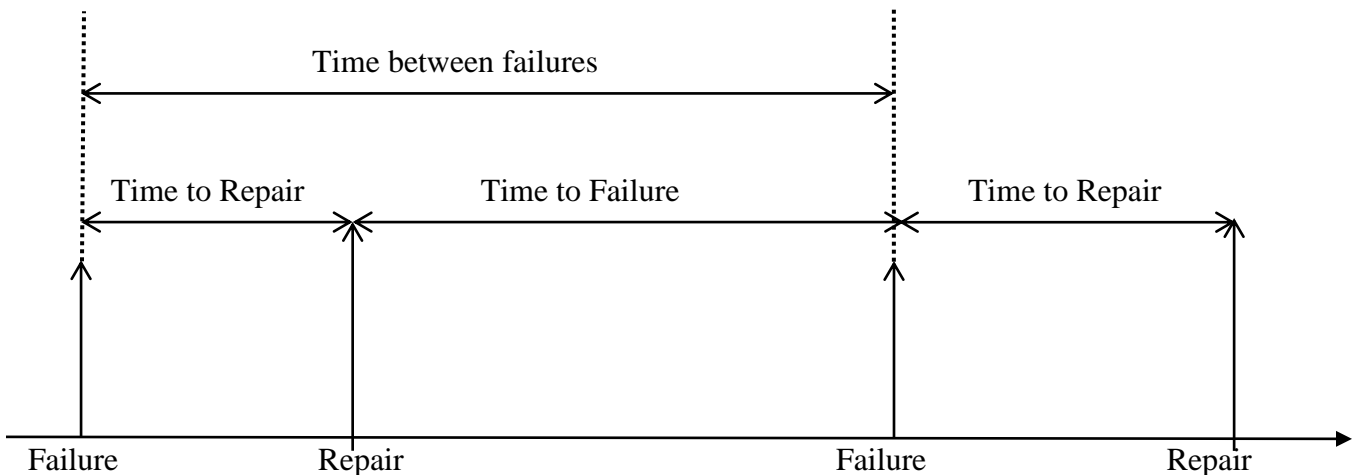 Time between failures
Time to Repair Time to Failure Time to Repair
Failure Repair Failure Repair